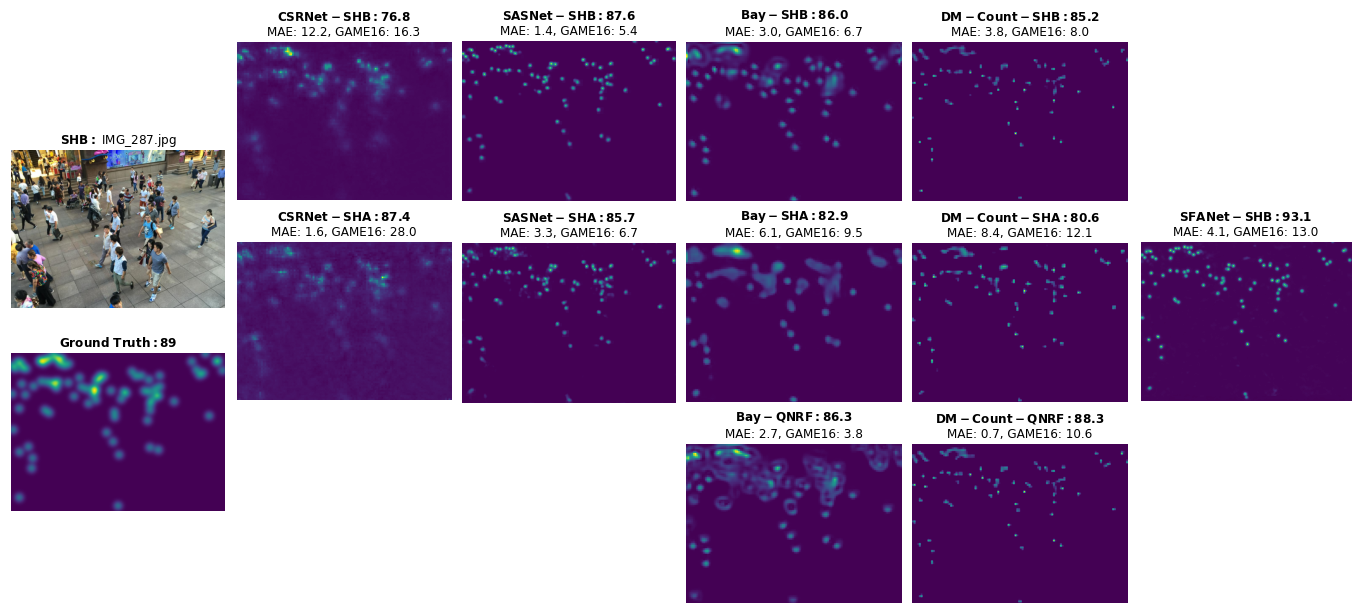 CSRNet − SHB : 76.8
MAE: 12.2, GAME16: 16.3
SASNet − SHB : 87.6
MAE: 1.4, GAME16: 5.4
Bay − SHB : 86.0
MAE: 3.0, GAME16: 6.7
DM − Count − SHB : 85.2
MAE: 3.8, GAME16: 8.0
SHB : IMG_287.jpg
CSRNet − SHA : 87.4
MAE: 1.6, GAME16: 28.0
SASNet − SHA : 85.7
MAE: 3.3, GAME16: 6.7
Bay − SHA : 82.9
MAE: 6.1, GAME16: 9.5
DM − Count − SHA : 80.6
MAE: 8.4, GAME16: 12.1
SFANet − SHB : 93.1
MAE: 4.1, GAME16: 13.0
Ground Truth : 89
Bay − QNRF : 86.3
MAE: 2.7, GAME16: 3.8
DM − Count − QNRF : 88.3
MAE: 0.7, GAME16: 10.6